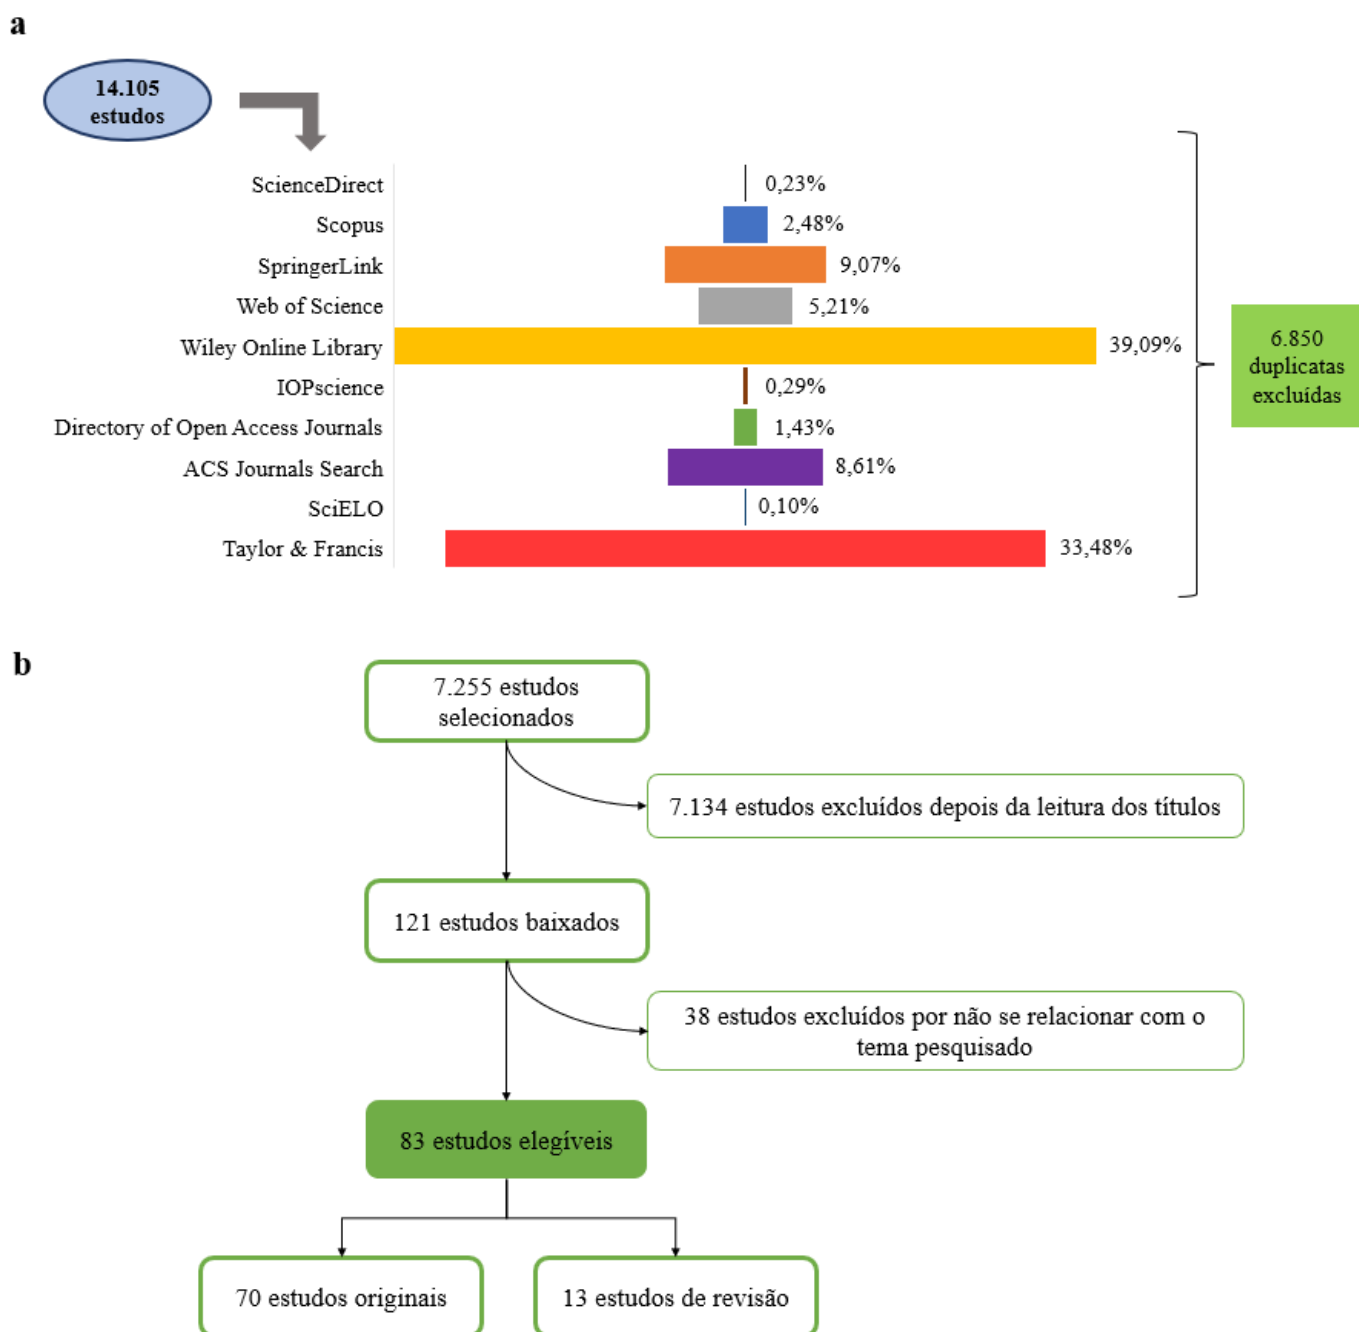 a
14.105
estudos
ScienceDirect
0,23%
Scopus
2,48%
SpringerLink
9,07%
Web of Science
5,21%
Wiley Online Library
39,09%
IOPscience
0,29%
Directory of Open Access Journals
1,43%
ACS Journals Search
8,61%
SciELO
0,10%
Taylor & Francis
33,48%
6.850
duplicatas
excluídas
b
7.255 estudos
selecionados
7.134 estudos excluídos depois da leitura dos títulos
121 estudos baixados
38 estudos excluídos por não se relacionar com o
tema pesquisado
83 estudos elegíveis
70 estudos originais
13 estudos de revisão